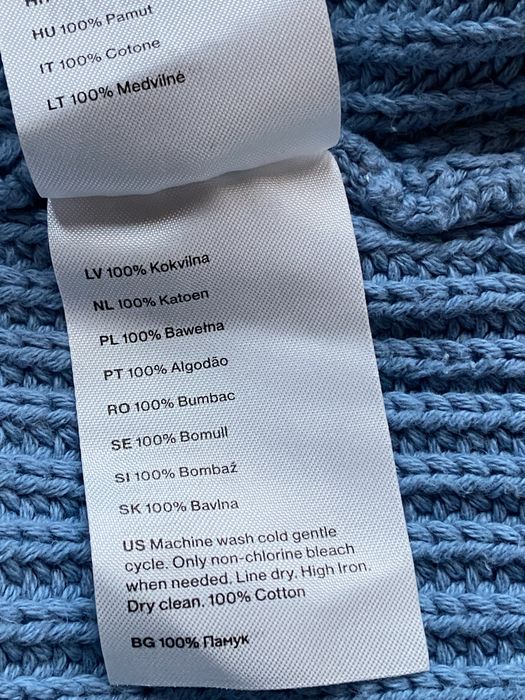 HU 100% Pamut
IT 100% Cotone
LT 100% Medvilnė
LV 100% Kokvilna
NL 100% Katoen
PL 100% Bawełna
PT 100% Algodão
RO 100% Bumbac
SE 100% Bomull
SI 100% Bombaž
SK 100% Bavlna
US Machine wash cold gentle
cycle. Only non-chlorine bleach
when needed. Line dry. High Iron.
Dry clean. 100% Cotton
BG 100% Памук